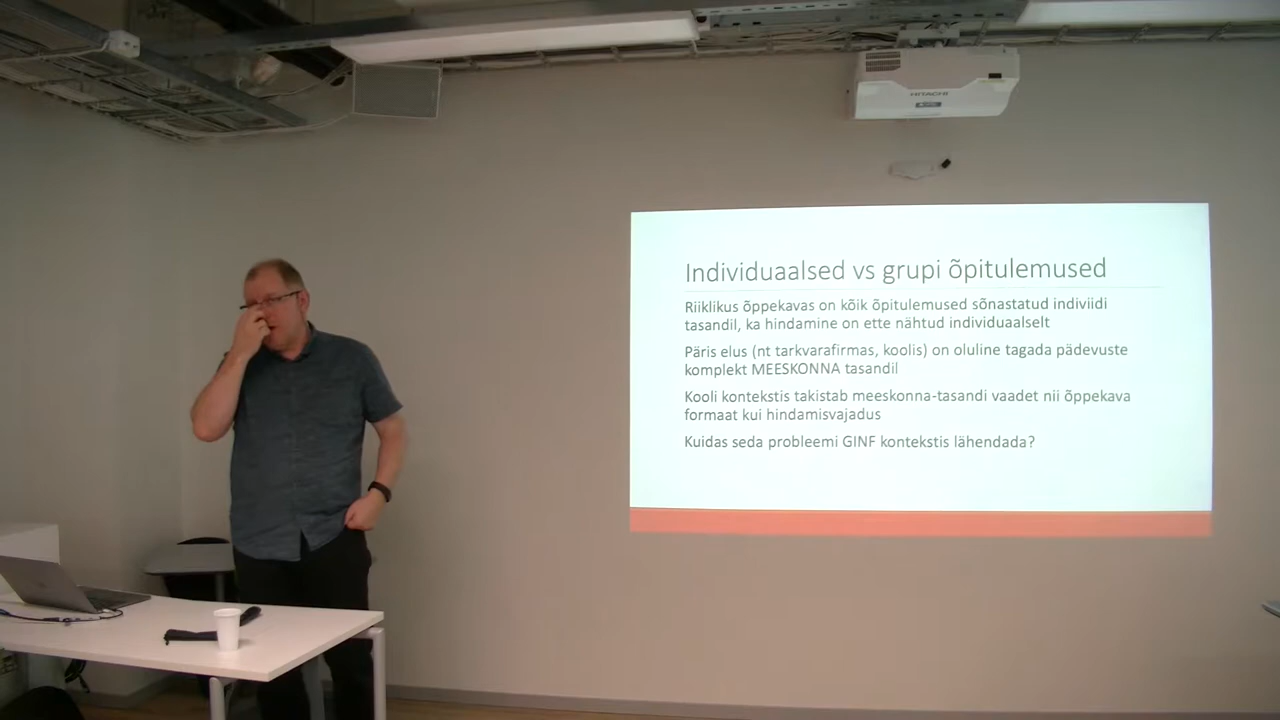 HITACHI
Individuaalsed vs grupi õpitulemused
Riiklikus õppekavas on kõik õpitulemused sõnastatud indiviidi
tasandil, ka hindamine on ette nähtud individuaalselt
Päris elus (nt tarkvarafirmas, koolis) on oluline tagada pädevuste
komplekt MEESKONNA tasandil
Kooli kontekstis takistab meeskonna-tasandi vaadet nii õppekava
formaat kui hindamisvajadus
Kuidas seda probleemi GINF kontekstis lähendada?